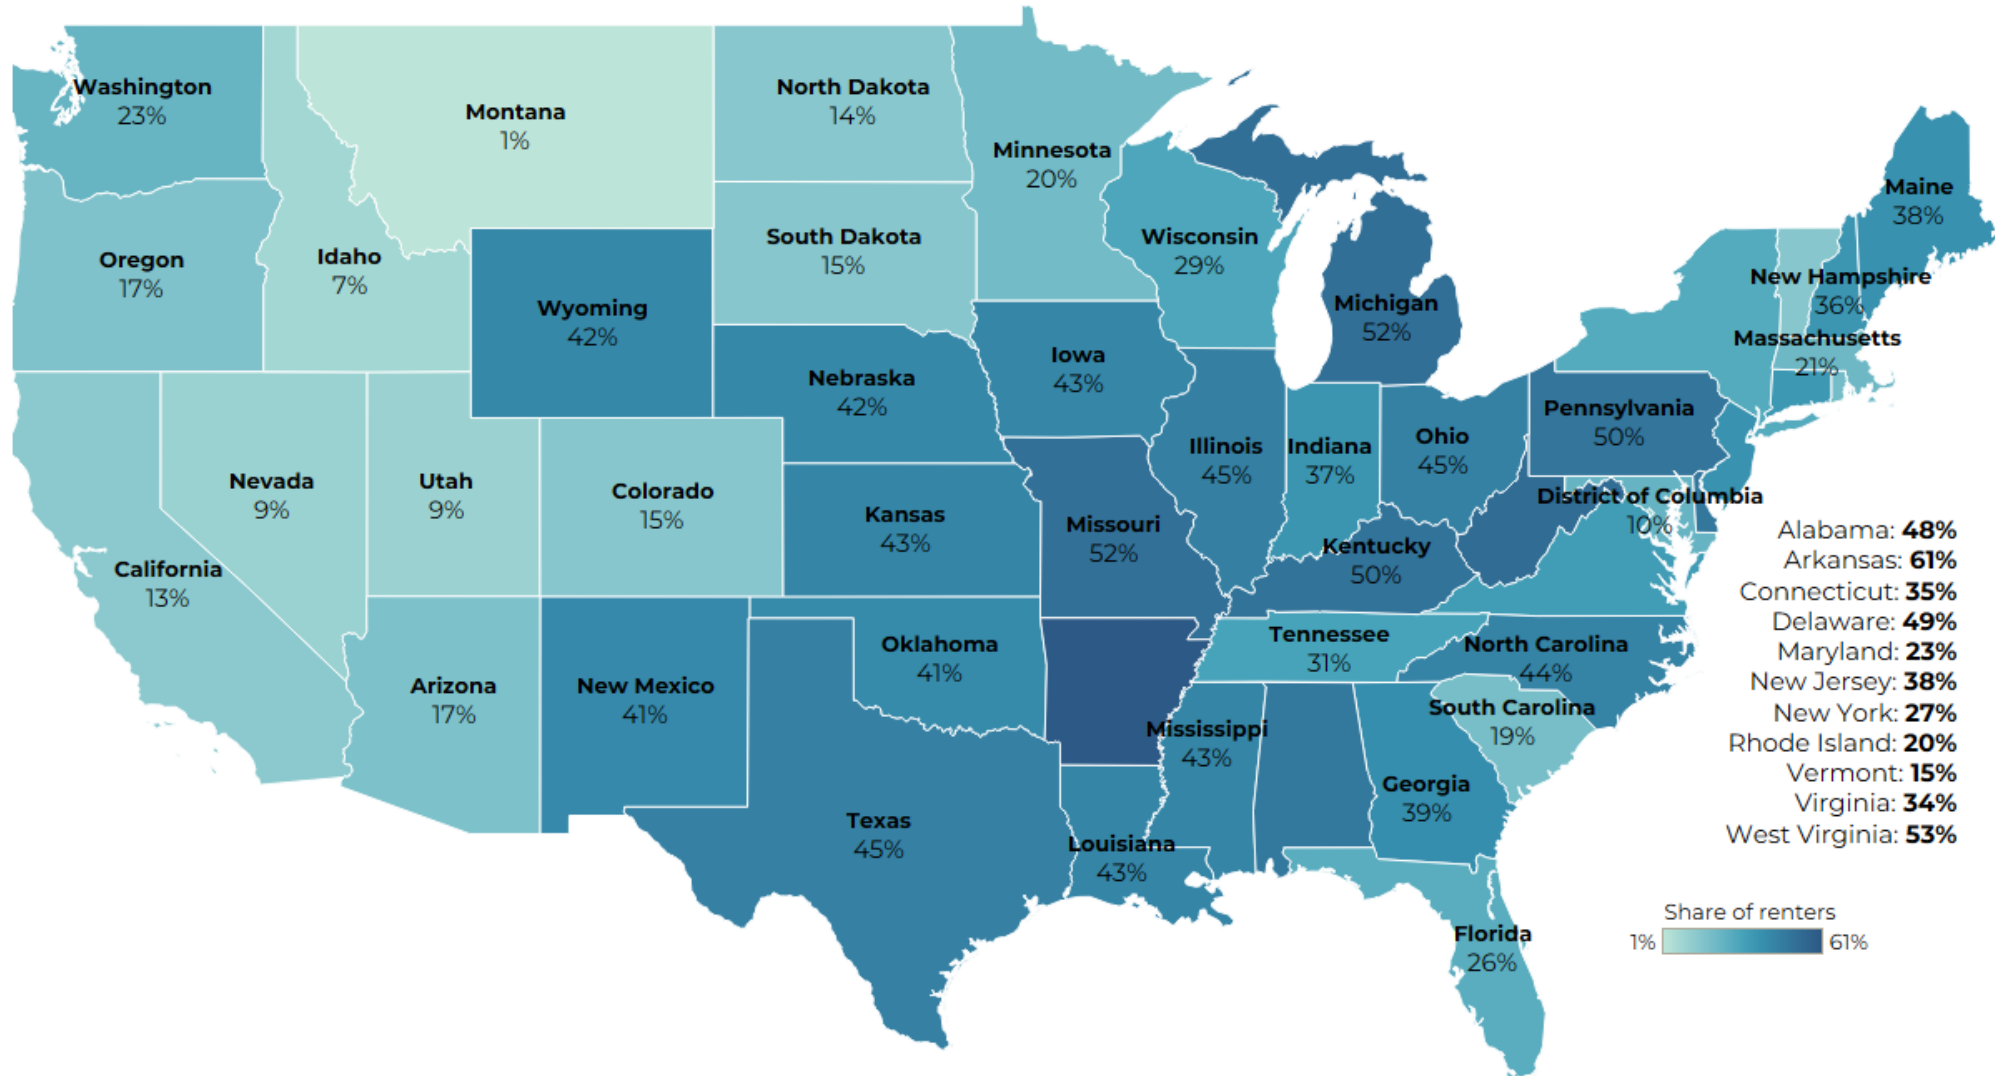 Washington
23%
Montana
1%
North Dakota
14%
Minnesota
20%
Maine
38%
Oregon
17%
Idaho
7%
South Dakota
15%
Wisconsin
29%
New Hampshire
36%
Wyoming
42%
Michigan
52%
Massachusetts
21%
Nebraska
42%
Iowa
43%
Pennsylvania
50%
Nevada
9%
Utah
9%
Colorado
15%
Illinois
45%
Indiana
37%
Ohio
45%
District of Columbia
10%
Kansas
43%
Missouri
52%
Kentucky
50%
California
13%
Arizona
17%
New Mexico
41%
Oklahoma
41%
Tennessee
31%
North Carolina
44%
South Carolina
19%
Mississippi
43%
Georgia
39%
Texas
45%
Louisiana
43%
Florida
26%
Alabama: 48%
Arkansas: 61%
Connecticut: 35%
Delaware: 49%
Maryland: 23%
New Jersey: 38%
New York: 27%
Rhode Island: 20%
Vermont: 15%
Virginia: 34%
West Virginia: 53%
Share of renters
1% 61%